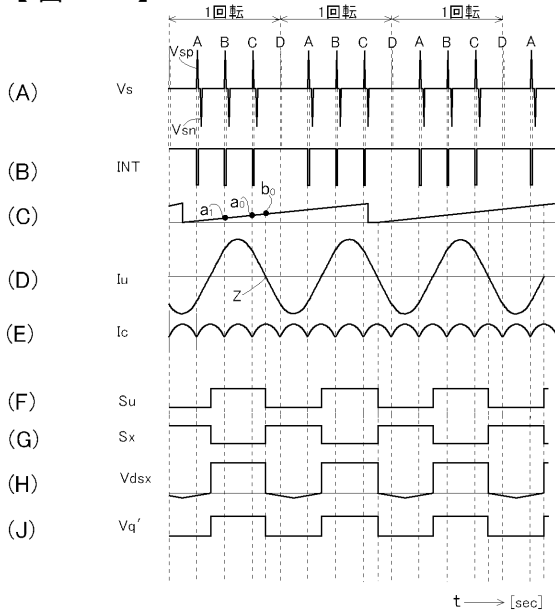 1回転 1回転 1回転
A B C D A B C D A B C D A
Vsp
(A) Vs
Vsn
(B) INT
(C) a₁ a₀ b₀
(D) Iu
Z
(E) Ic
(F) Su
(G) Sx
(H) Vdsx
(J) Vq′
t [sec]